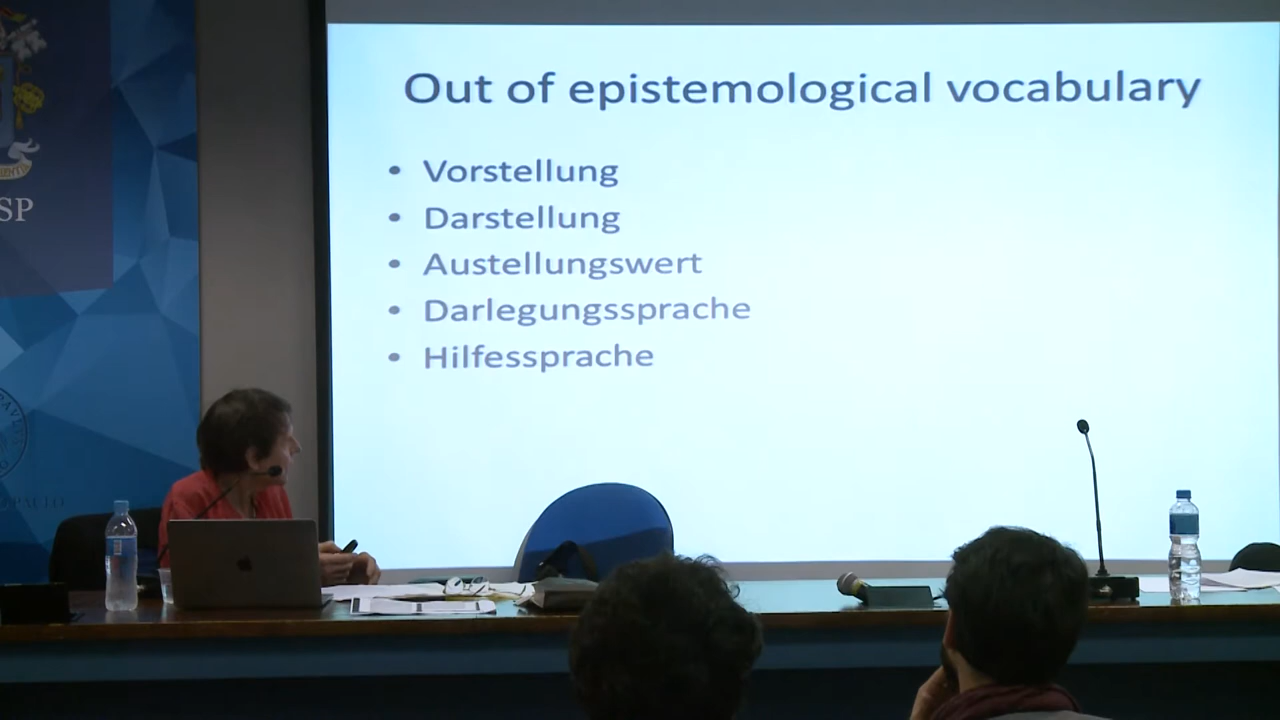 Out of epistemological vocabulary
• Vorstellung
• Darstellung
• Austellungswert
• Darlegungssprache
• Hilfessprache
SP